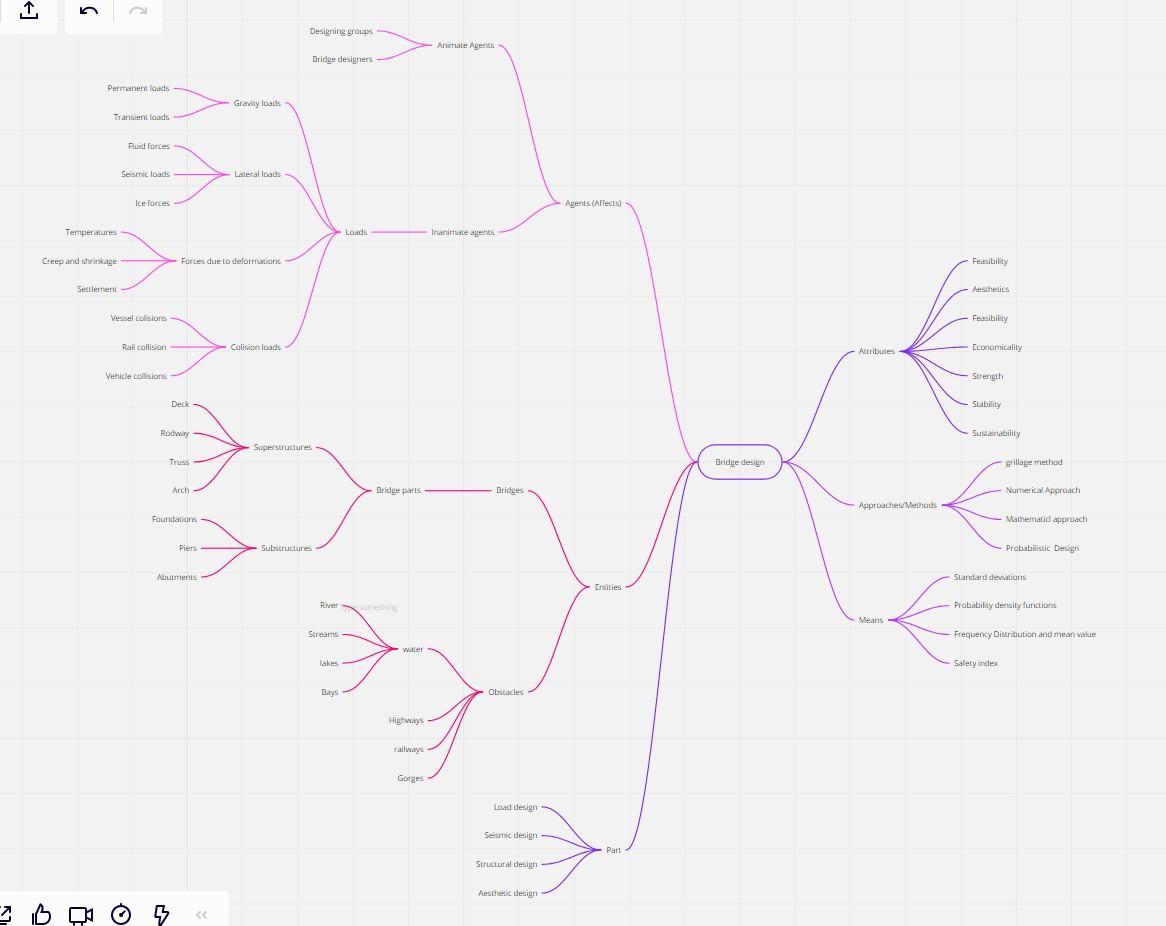 Designing groups
Bridge designers
Animate Agents
Permanent loads
Transient loads
Gravity loads
Fluid forces
Seismic loads
Ice forces
Lateral loads
Temperatures
Creep and shrinkage
Settlement
Forces due to deformations
Vessel colisions
Rail collision
Vehicle collisions
Colision loads
Loads
Inanimate agents
Agents (Affects)
Deck
Rodway
Truss
Arch
Superstructures
Foundations
Piers
Abutments
Substructures
Bridge parts
Bridges
River
Type something
Streams
lakes
Bays
water
Highways
railways
Gorges
Obstacles
Entities
Load design
Seismic design
Structural design
Aesthetic design
Part
Bridge design
Attributes
Feasibility
Aesthetics
Feasibility
Economicality
Strength
Stability
Sustainability
Approaches/Methods
grillage method
Numerical Approach
Mathematicl approach
Probabilistic Design
Means
Standard deviations
Probability density functions
Frequency Distribution and mean value
Safety index